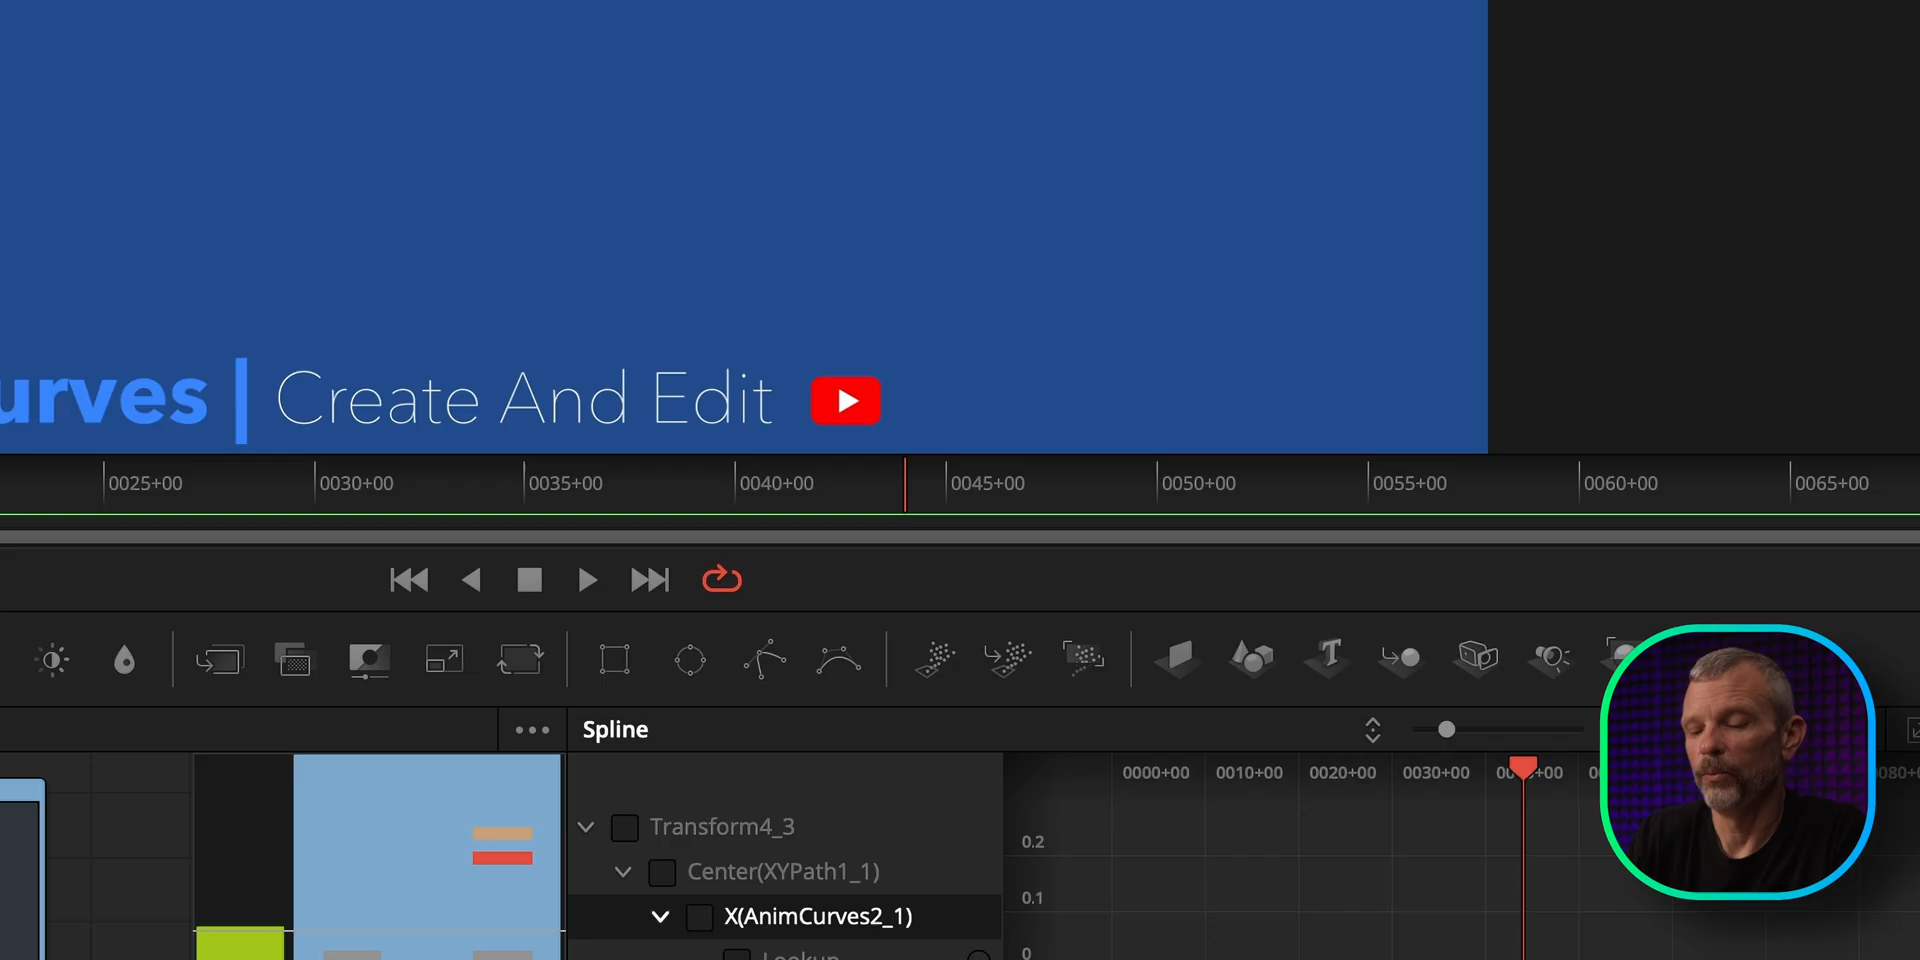 urves | Create And Edit
0025+00 0030+00 0035+00 0040+00 0045+00 0050+00 0055+00 0060+00 0065+00
Spline
0000+00 0010+00 0020+00 0030+00
Transform4_3
0.2
Center(XYPath1_1)
0.1
X(AnimCurves2_1)
Lookup
0